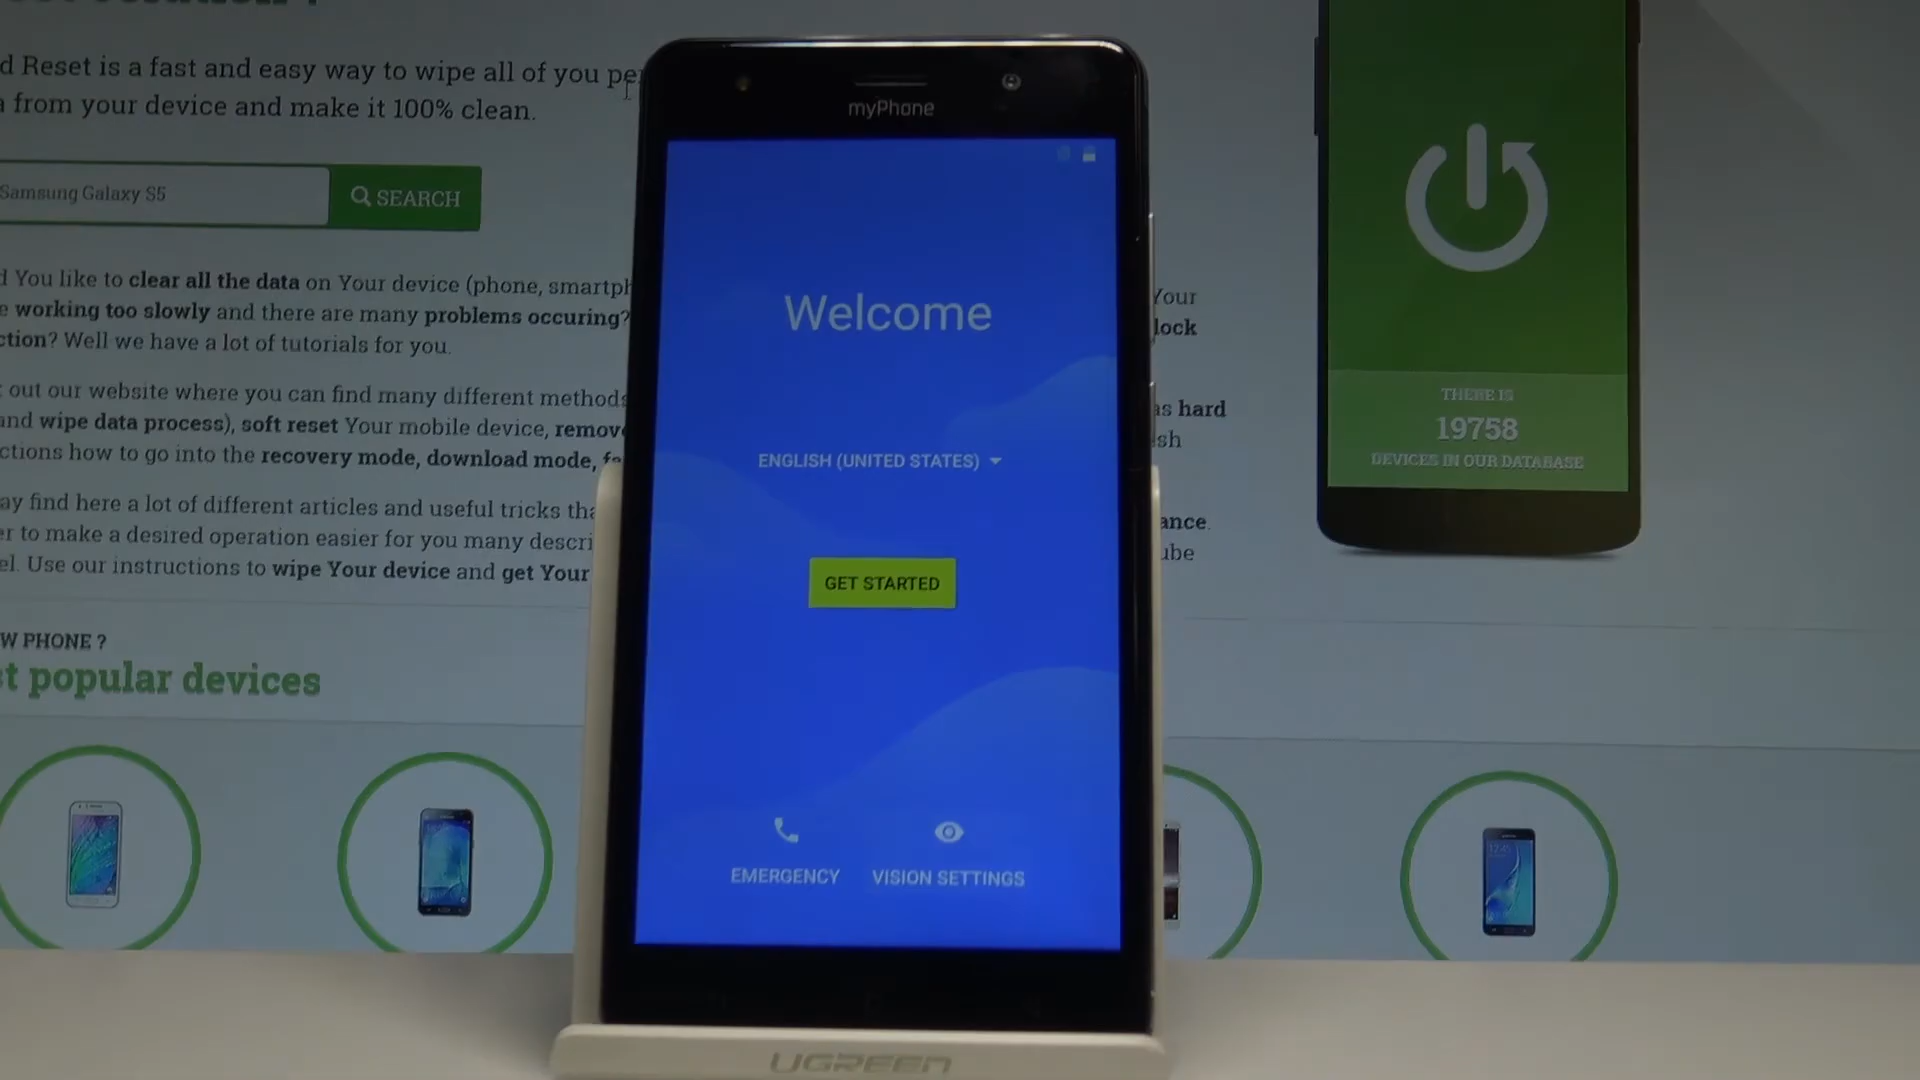 d Reset is a fast and easy way to wipe all of you
from your device and make it 100% clean.
Samsung Galaxy S5
SEARCH
You like to clear all the data on Your device (phone,
working too slowly and there are many problems occuring?
ction? Well we have a lot of tutorials for you.
out our website where you can find many different methods
and wipe data process), soft reset Your mobile device,
ctions how to go into the recovery mode, download mode,
ay find here a lot of different articles and useful tricks
er to make a desired operation easier for you many
el. Use our instructions to wipe Your device and get Your
W PHONE ?
t popular devices
myPhone
Welcome
ENGLISH (UNITED STATES)
GET STARTED
EMERGENCY
VISION SETTINGS
UGREEN
Your
lock
as hard
sh
ance.
ube
THERE IS
19758
DEVICES IN OUR DATABASE